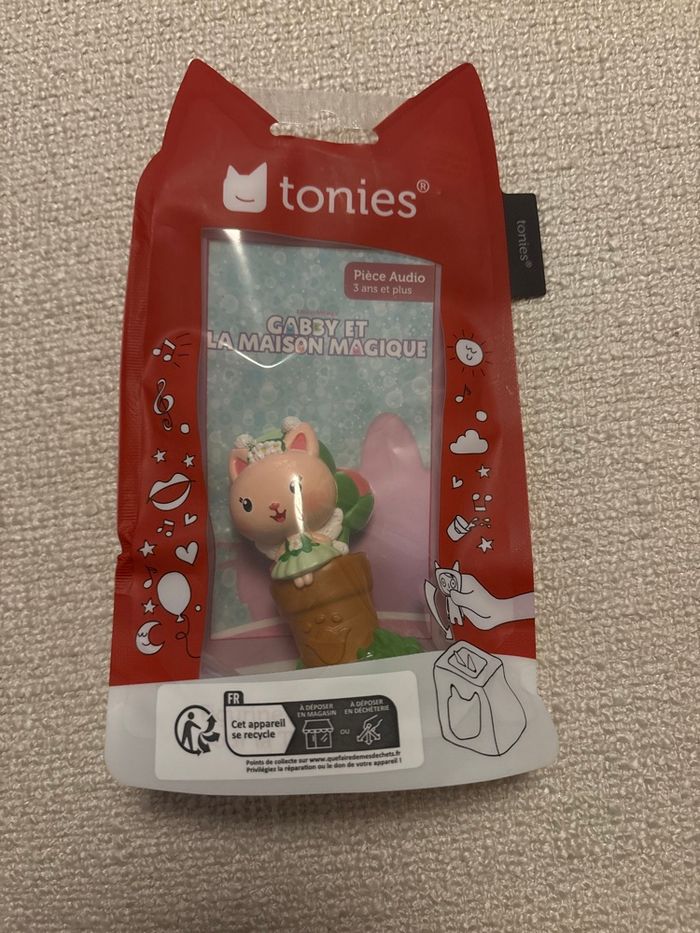 tonies®
tonies®
Pièce Audio
3 ans et plus
GABBY ET
LA MAISON MAGIQUE
FR
Cet appareil
se recycle
À DÉPOSER
EN MAGASIN
OU
À DÉPOSER
EN DÉCHÈTERIE
Points de collecte sur www.quefairedemesdechets.fr
Privilégiez la réparation ou le don de votre appareil !